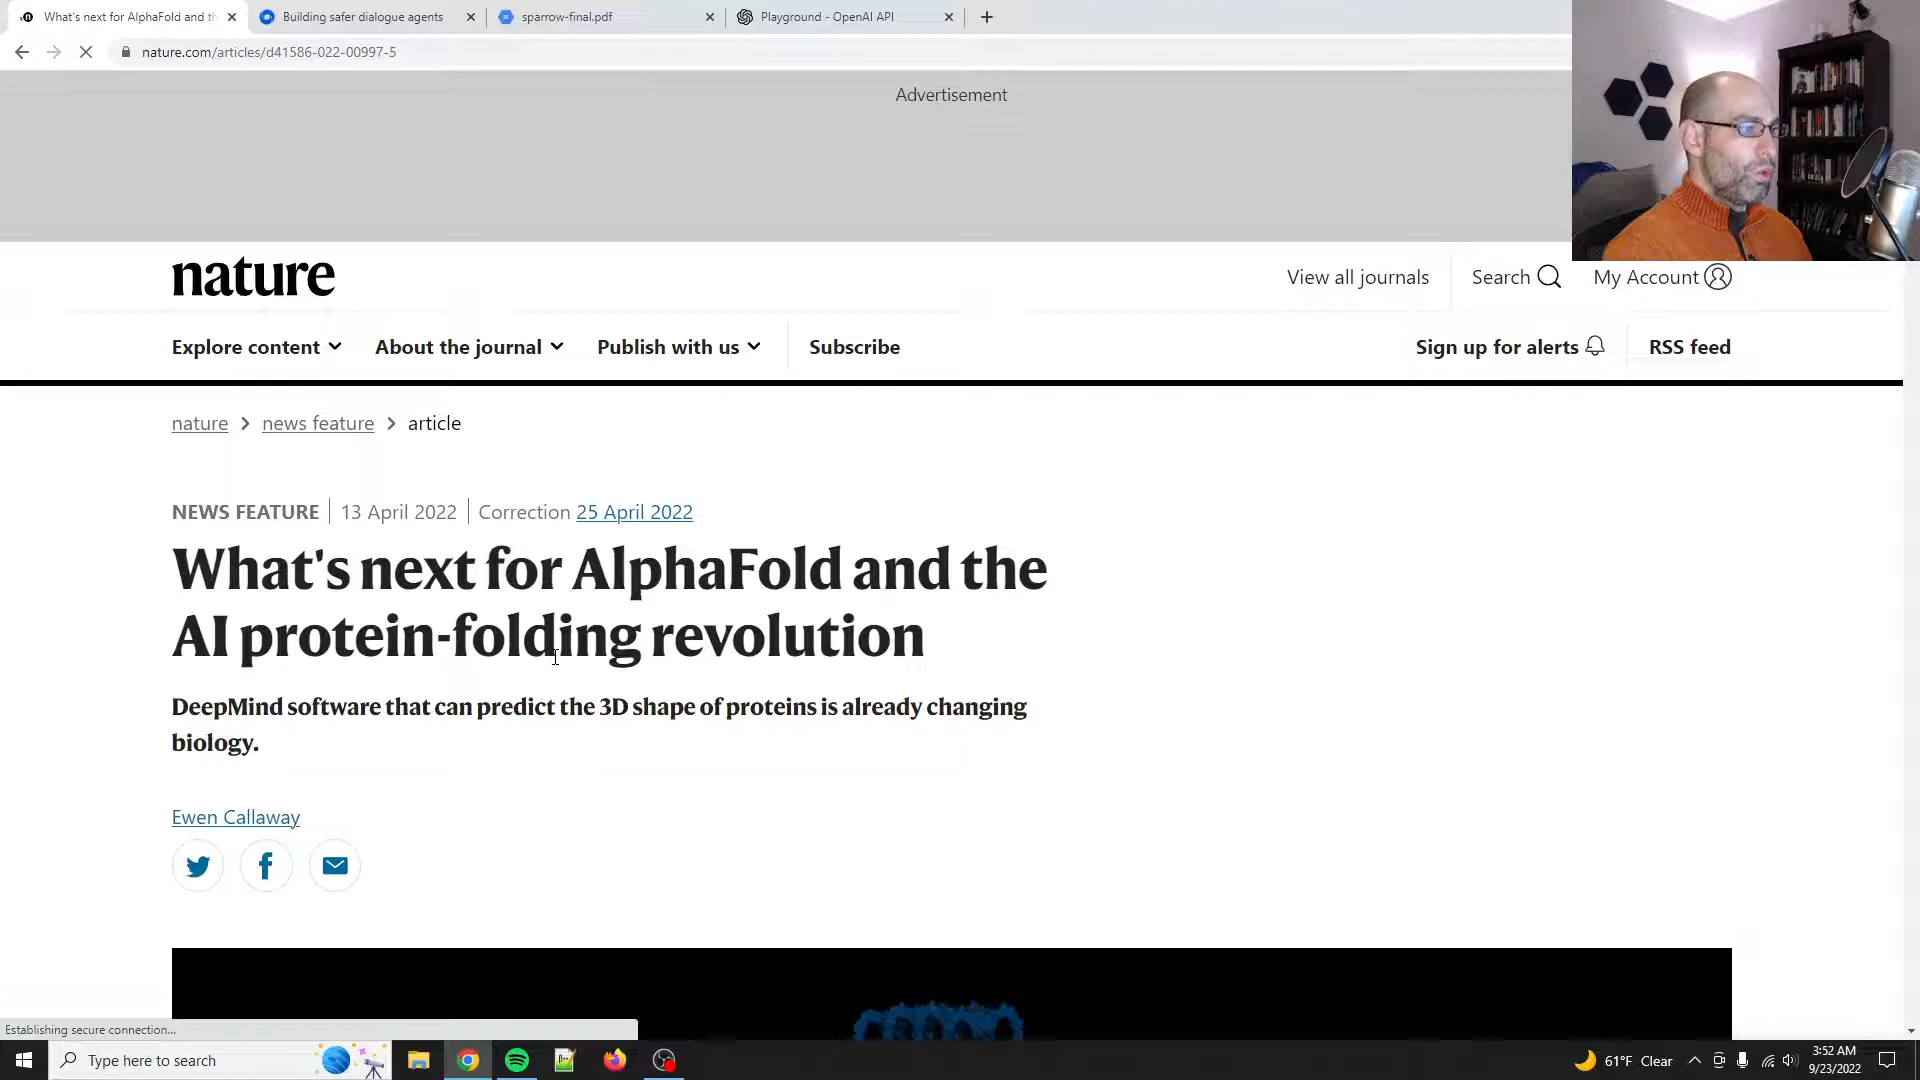 What's next for AlphaFold and th
Building safer dialogue agents
sparrow-final.pdf
Playground - OpenAI API
nature.com/articles/d41586-022-00997-5
Advertisement
nature
View all journals
Search
My Account
Explore content
About the journal
Publish with us
Subscribe
Sign up for alerts
RSS feed
nature > news feature > article
NEWS FEATURE | 13 April 2022 | Correction 25 April 2022
What's next for AlphaFold and the
AI protein-folding revolution
DeepMind software that can predict the 3D shape of proteins is already changing
biology.
Ewen Callaway
Establishing secure connection...
Type here to search
61°F Clear
3:52 AM
9/23/2022